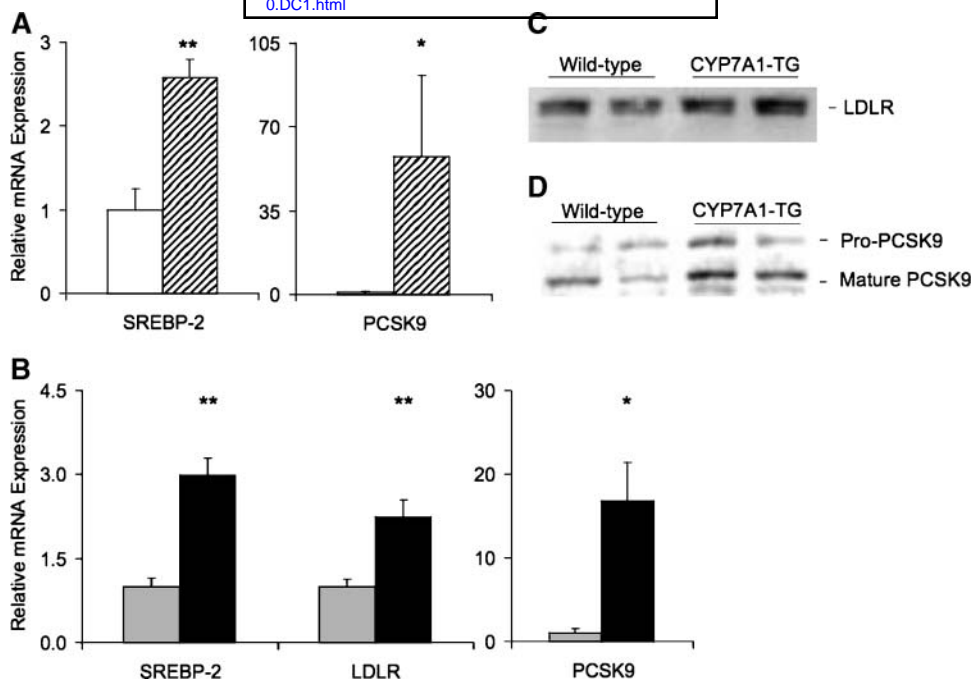 0.DC1.html
A
Relative mRNA Expression
3
2
1
0
**
SREBP-2
105
70
35
0
*
PCSK9
B
Relative mRNA Expression
4.5
3.0
1.5
0.0
**
**
SREBP-2
LDLR
30
20
10
0
*
PCSK9
C
Wild-type
CYP7A1-TG
- LDLR
D
Wild-type
CYP7A1-TG
- Pro-PCSK9
- Mature PCSK9